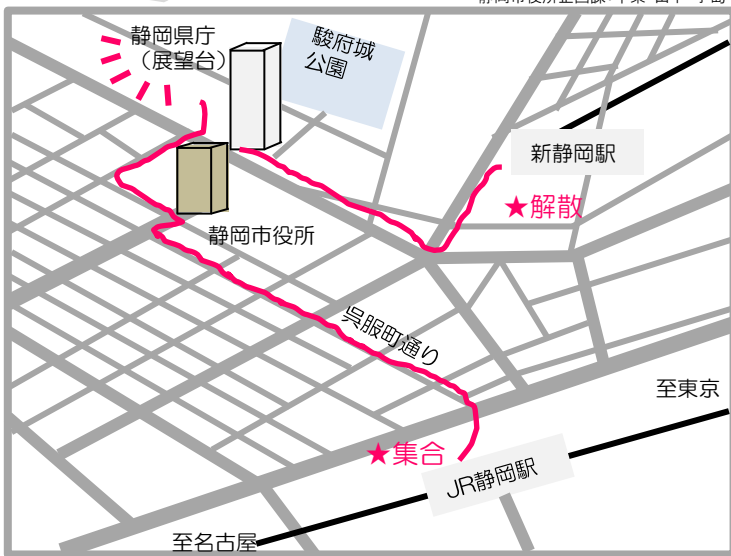 静岡県庁
（展望台）
駿府城
公園
新静岡駅
★解散
静岡市役所
呉服町通り
至東京
★集合
JR静岡駅
至名古屋